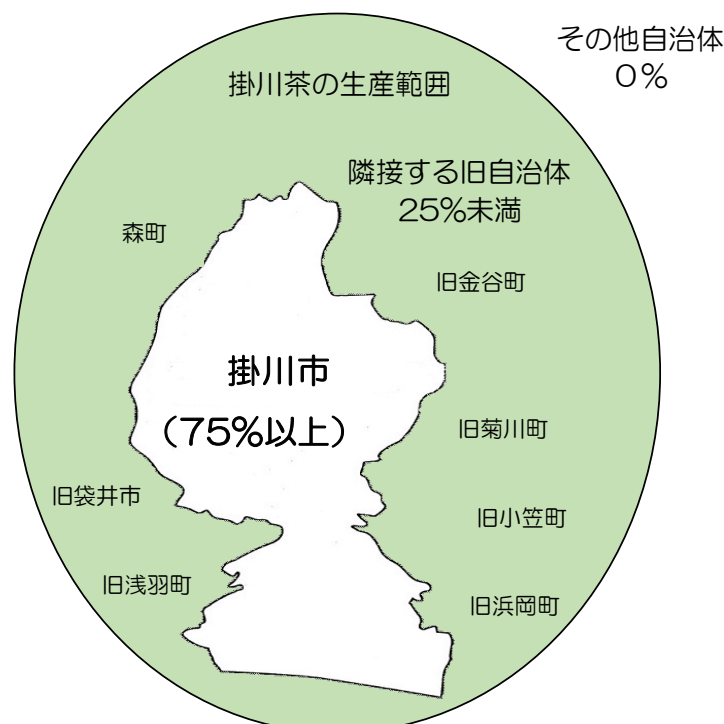 その他自治体
0%
掛川茶の生産範囲
隣接する旧自治体
25%未満
森町
旧金谷町
掛川市
(75%以上)
旧菊川町
旧袋井市
旧小笠町
旧浅羽町
旧浜岡町